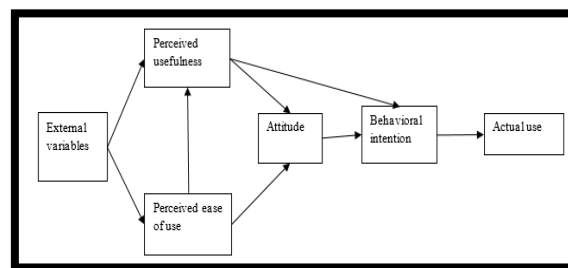 Perceived
usefulness
External
variables
Attitude
Behavioral
intention
Actual use
Perceived ease
of use